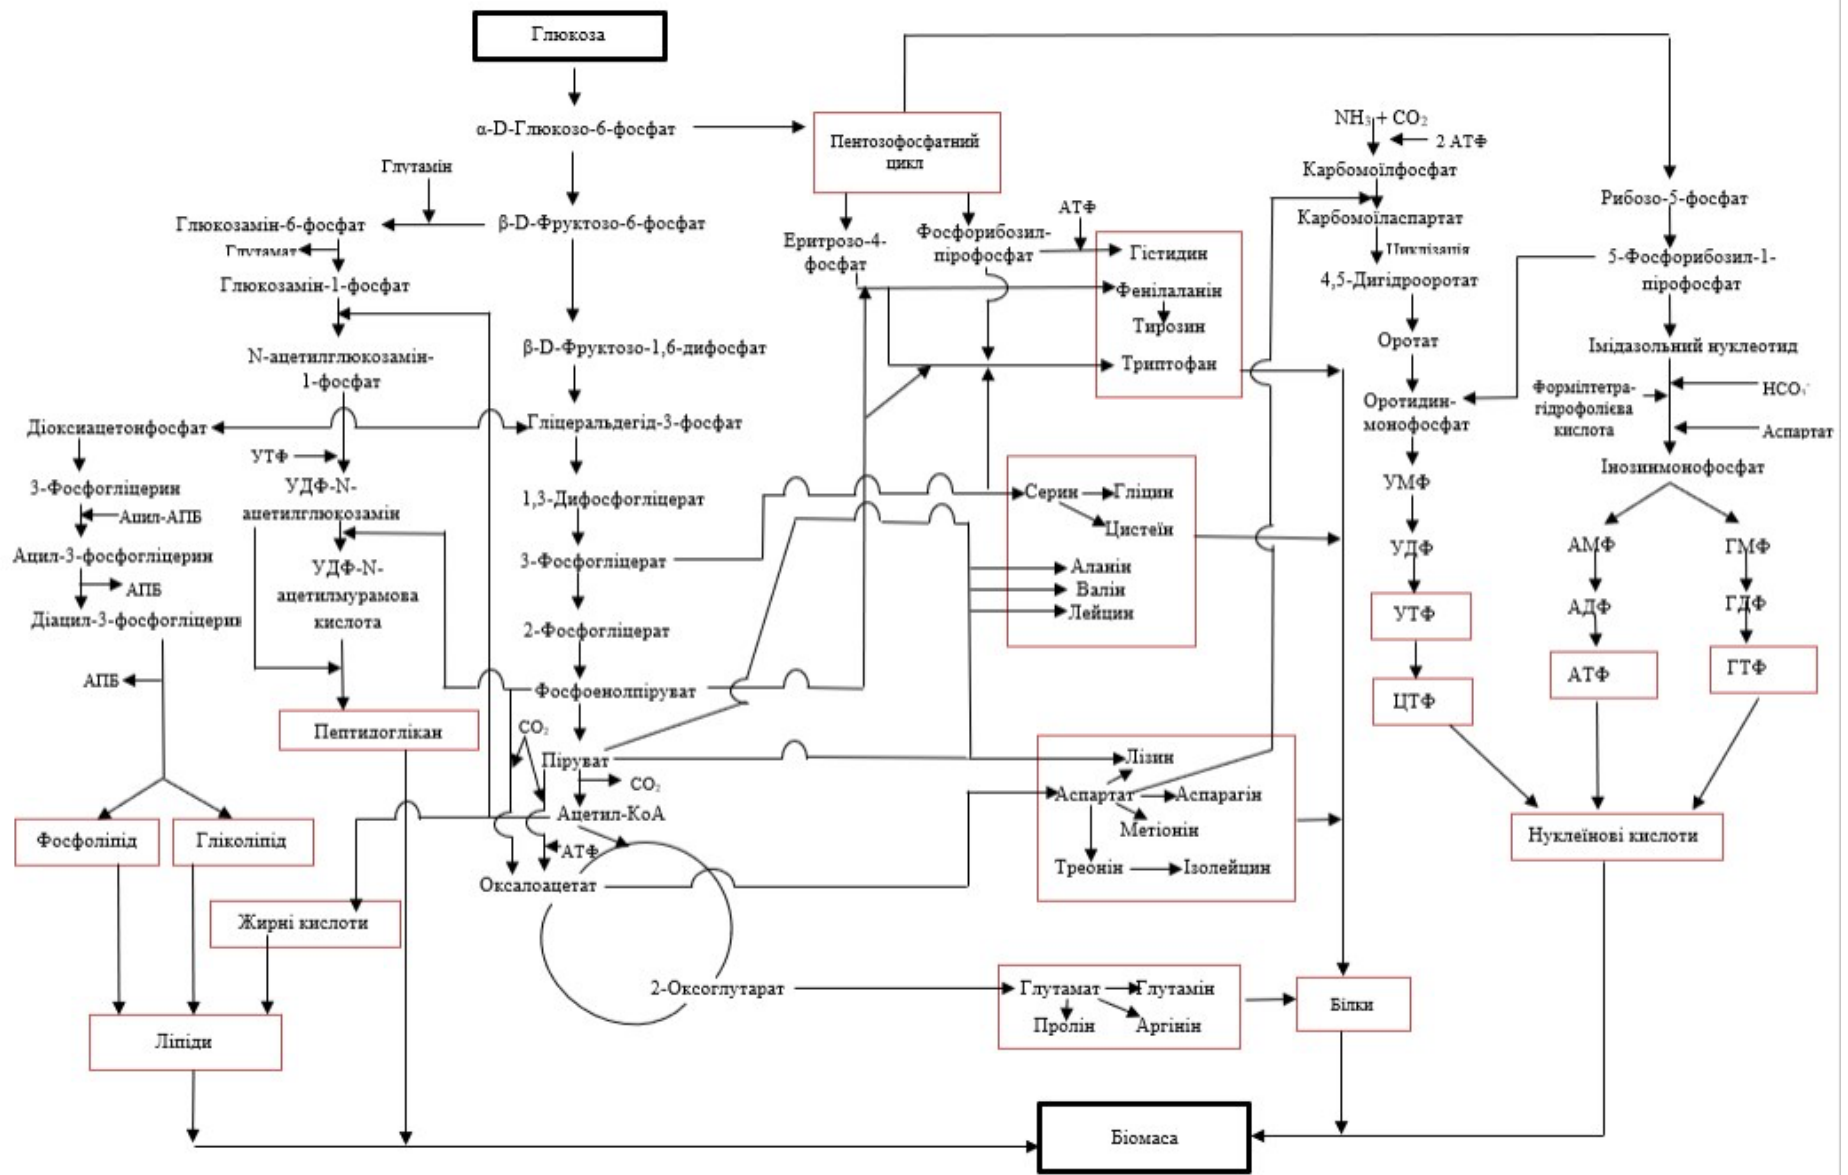 Глюкоза
α-D-Глюкозо-6-фосфат
Пентозофосфатний
цикл
NH₃ + CO₂
2 АТФ
Карбомоїлфосфат
Глутамін
Глюкозамін-6-фосфат
β-D-Фруктозо-6-фосфат
Глутамат
Глюкозамін-1-фосфат
Еритрозо-4-
фосфат
Фосфорибозил-
пірофосфат
АТФ
Гістидин
Фенілаланін
Тирозин
Триптофан
Карбомоїласпартат
Циклізація
4,5-Дигідрооротат
Оротат
Оротидин-
монофосфат
УМФ
УДФ
УТФ
ЦТФ
Рибозо-5-фосфат
5-Фосфорибозил-1-
пірофосфат
Імідазольний нуклеотид
Формілтетра-
гідрофолієва
кислота
HCO₃⁻
Аспартат
Інозинмонофосфат
АМФ
ГМФ
АДФ
ГДФ
АТФ
ГТФ
Нуклеїнові кислоти
N-ацетилглюкозамін-
1-фосфат
β-D-Фруктозо-1,6-дифосфат
Діоксиацетонфосфат
Гліцеральдегід-3-фосфат
УТФ
3-Фосфогліцерин
УДФ-N-
ацетилглюкозамін
Ацил-АПБ
1,3-Дифосфогліцерат
Ацил-3-фосфогліцерин
УДФ-N-
ацетилмурамова
кислота
3-Фосфогліцерат
АПБ
Діацил-3-фосфогліцерин
2-Фосфогліцерат
АПБ
Фосфоенолпіруват
Пептидоглікан
CO₂
Піруват
CO₂
Ацетил-КоА
АТФ
Оксалоацетат
2-Оксоглутарат
Серин
Гліцин
Цистеїн
Аланін
Валін
Лейцин
Лізин
Аспартат
Аспарагін
Метіонін
Треонін
Ізолейцин
Глутамат
Глутамін
Пролін
Аргінін
Білки
Фосфоліпід
Гліколіпід
Жирні кислоти
Ліпіди
Біомаса